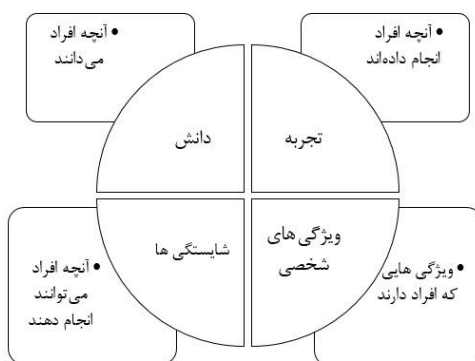 • آنچه افراد
انجام داده‌اند
• آنچه افراد
می‌دانند
تجربه
دانش
ویژگی های
شخصی
شایستگی ها
• ویژگی هایی
که افراد دارند
• آنچه افراد
می‌توانند
انجام دهند